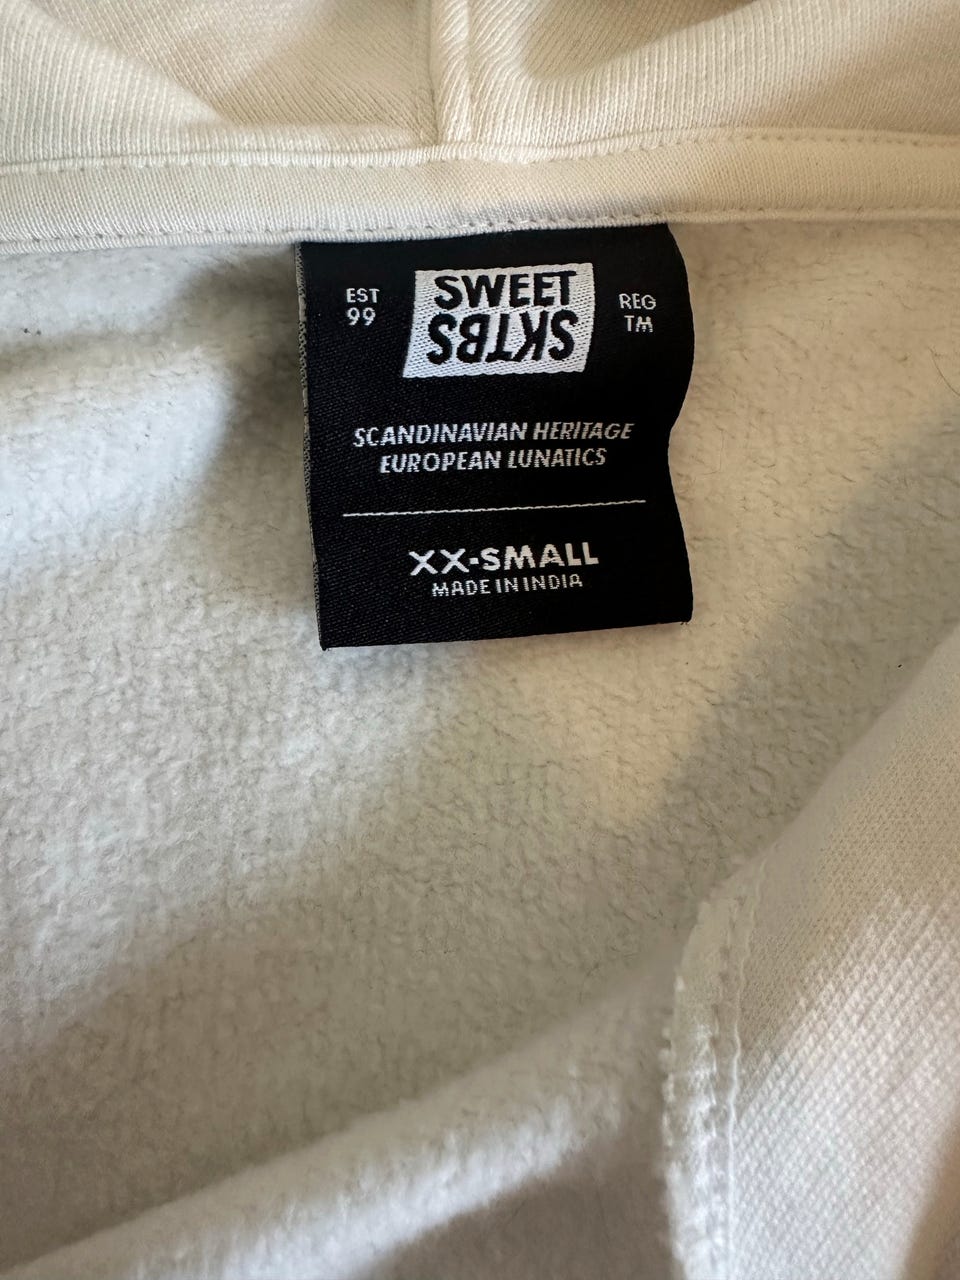 EST
99
SWEET
SKTBS
REG
TM
SCANDINAVIAN HERITAGE
EUROPEAN LUNATICS
XX-SMALL
MADE IN INDIA